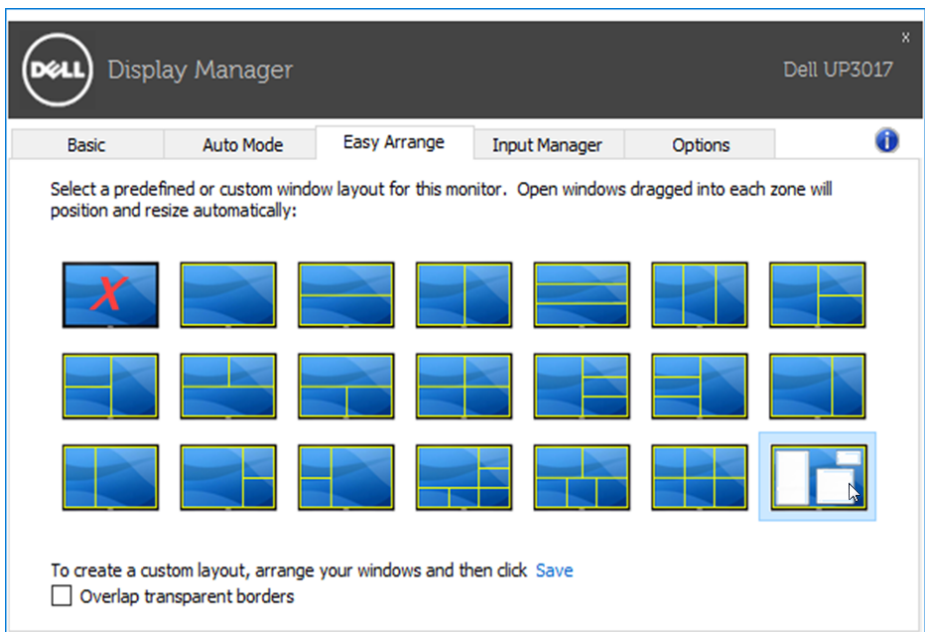 x
DELL
Display Manager
Dell UP3017
Basic
Auto Mode
Easy Arrange
Input Manager
Options
i
Select a predefined or custom window layout for this monitor.  Open windows dragged into each zone will
position and resize automatically:
X
To create a custom layout, arrange your windows and then click  Save
Overlap transparent borders